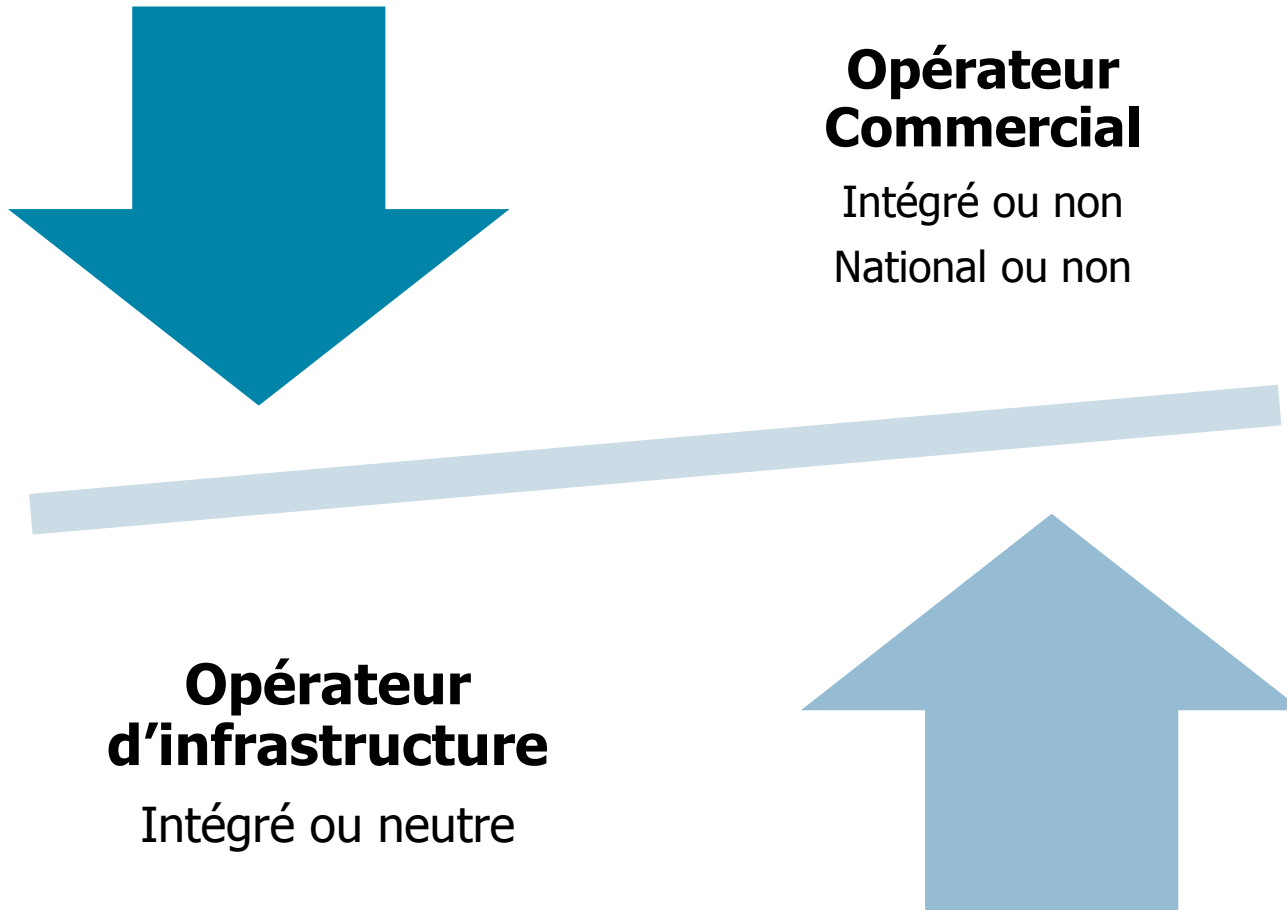 Opérateur
Commercial
Intégré ou non
National ou non
Opérateur
d’infrastructure
Intégré ou neutre